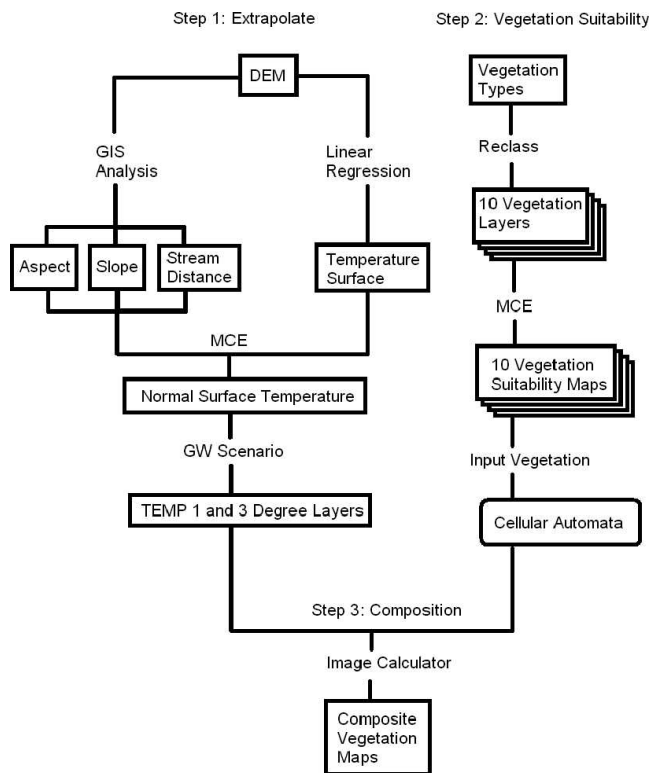 Step 1: Extrapolate
Step 2: Vegetation Suitability
DEM
Vegetation
Types
GIS
Analysis
Linear
Regression
Reclass
10 Vegetation
Layers
Aspect
Slope
Stream
Distance
Temperature
Surface
MCE
MCE
Normal Surface Temperature
10 Vegetation
Suitability Maps
GW Scenario
Input Vegetation
TEMP 1 and 3 Degree Layers
Cellular Automata
Step 3: Composition
Image Calculator
Composite
Vegetation
Maps